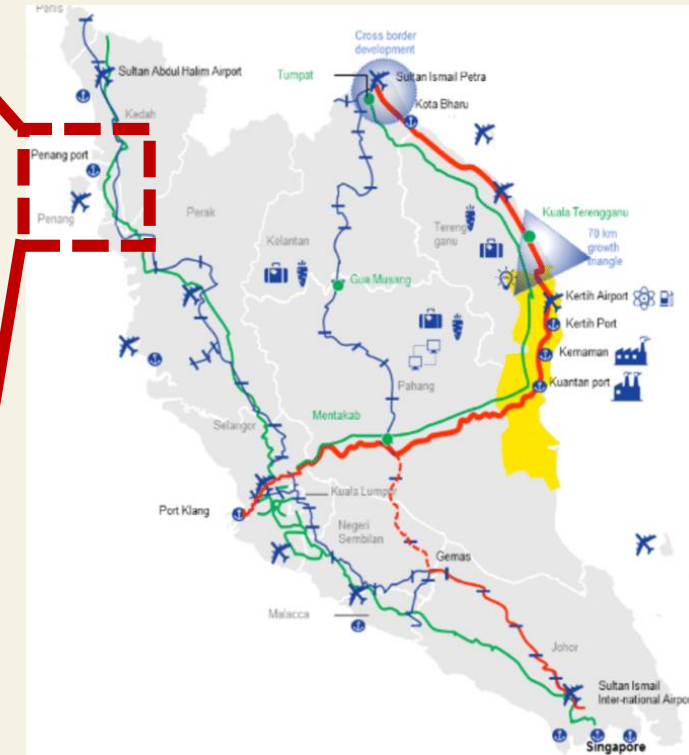 Perlis
Sultan Abdul Halim Airport
Kedah
Penang port
Penang
Perak
Cross border
development
Tumpat
Sultan Ismail Petra
Kota Bharu
Kelantan
Tereng
ganu
Kuala Terengganu
70 km
growth
triangle
Gua Musang
Kertih Airport
Kertih Port
Kemaman
Kuantan port
Pahang
Mentakab
Selangor
Port Klang
Kuala Lumpur
Negeri
Sembilan
Gemas
Malacca
Johor
Sultan Ismail
Inter-national Airport
Singapore